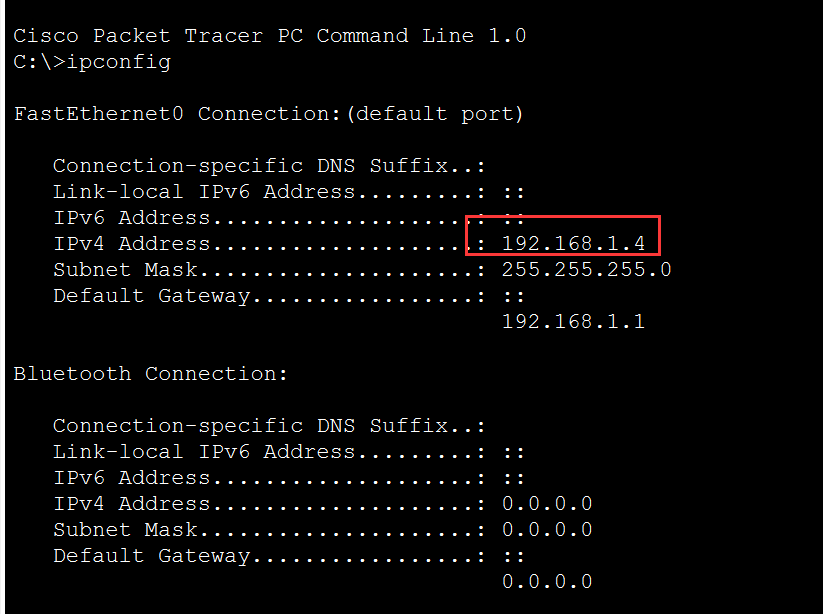 Cisco Packet Tracer PC Command Line 1.0
C:\>ipconfig
FastEthernet0 Connection:(default port)
Connection-specific DNS Suffix..:
Link-local IPv6 Address.........: ::
IPv6 Address....................: ::
IPv4 Address....................: 192.168.1.4
Subnet Mask.....................: 255.255.255.0
Default Gateway.................: ::
192.168.1.1
Bluetooth Connection:
Connection-specific DNS Suffix..:
Link-local IPv6 Address.........: ::
IPv6 Address....................: ::
IPv4 Address....................: 0.0.0.0
Subnet Mask.....................: 0.0.0.0
Default Gateway.................: ::
0.0.0.0